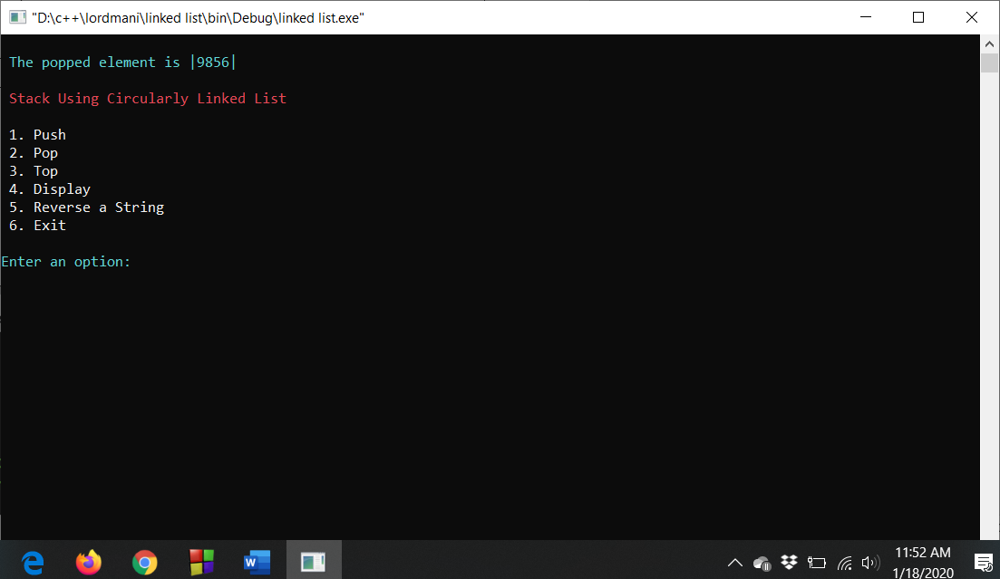 "D:\c++\lordmani\linked list\bin\Debug\linked list.exe"
The popped element is |9856|
Stack Using Circularly Linked List
1. Push
2. Pop
3. Top
4. Display
5. Reverse a String
6. Exit
Enter an option:
11:52 AM
1/18/2020